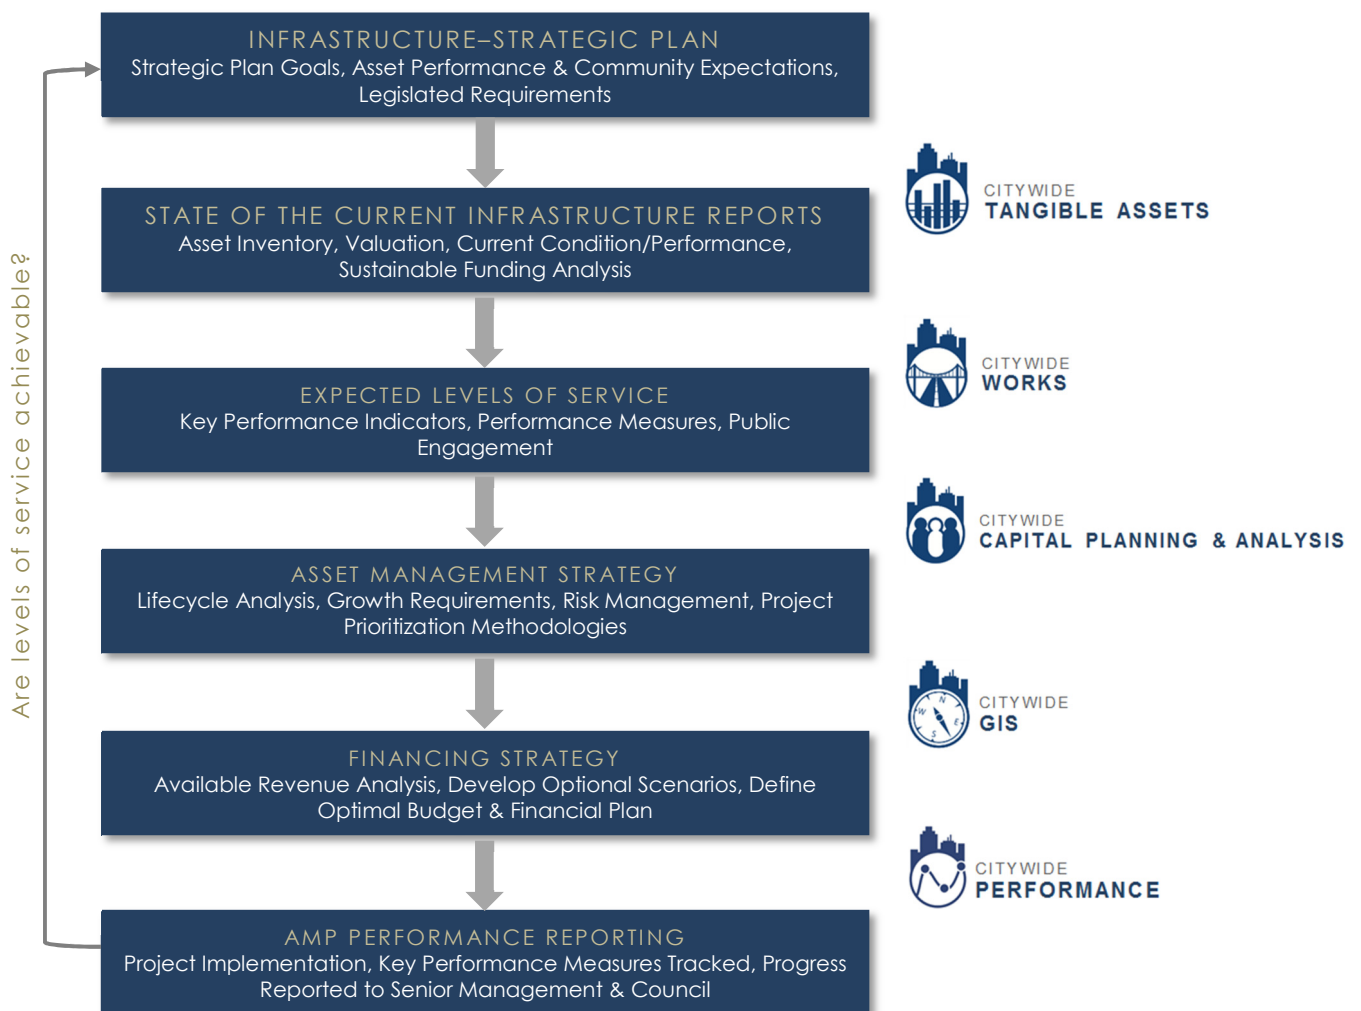 INFRASTRUCTURE–STRATEGIC PLAN
Strategic Plan Goals, Asset Performance & Community Expectations,
Legislated Requirements
STATE OF THE CURRENT INFRASTRUCTURE REPORTS
Asset Inventory, Valuation, Current Condition/Performance,
Sustainable Funding Analysis
EXPECTED LEVELS OF SERVICE
Key Performance Indicators, Performance Measures, Public
Engagement
ASSET MANAGEMENT STRATEGY
Lifecycle Analysis, Growth Requirements, Risk Management, Project
Prioritization Methodologies
FINANCING STRATEGY
Available Revenue Analysis, Develop Optional Scenarios, Define
Optimal Budget & Financial Plan
AMP PERFORMANCE REPORTING
Project Implementation, Key Performance Measures Tracked, Progress
Reported to Senior Management & Council
Are levels of service achievable?
CITYWIDE
TANGIBLE ASSETS
CITYWIDE
WORKS
CITYWIDE
CAPITAL PLANNING & ANALYSIS
N
W
E
S
CITYWIDE
GIS
CITYWIDE
PERFORMANCE